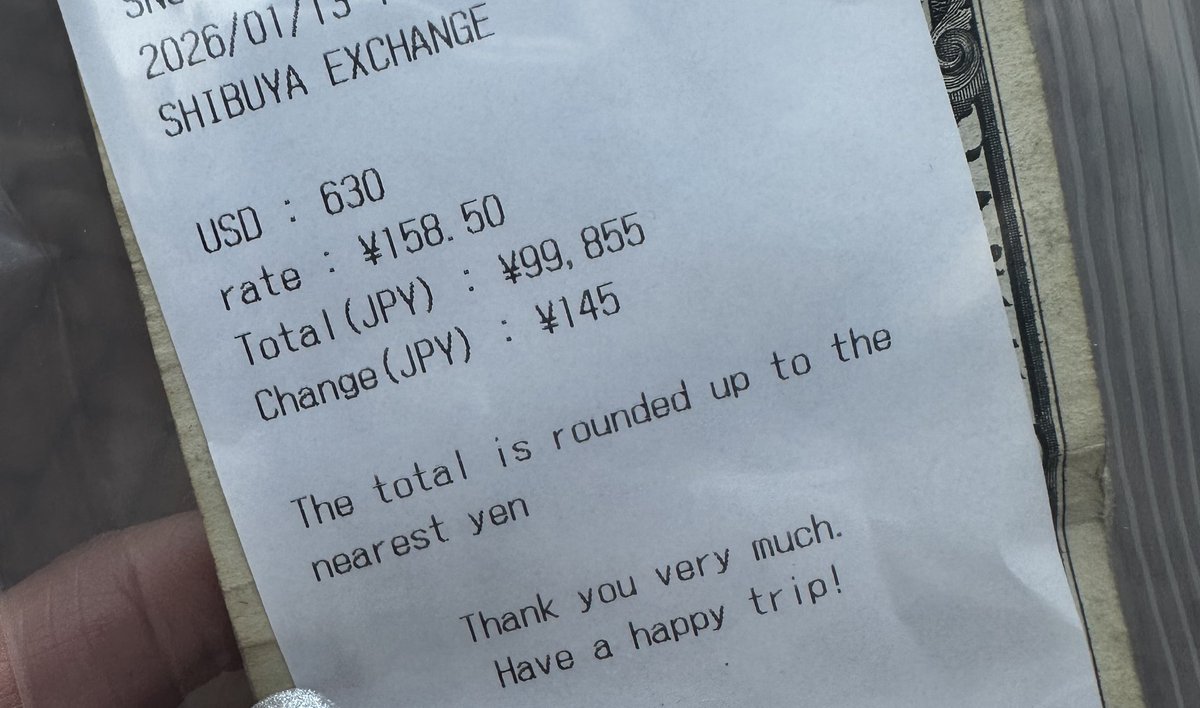 2026/01/13
SHIBUYA EXCHANGE
USD : 630
rate : ¥158.50
Total(JPY) : ¥99,855
Change(JPY) : ¥145
The total is rounded up to the
nearest yen
Thank you very much.
Have a happy trip!